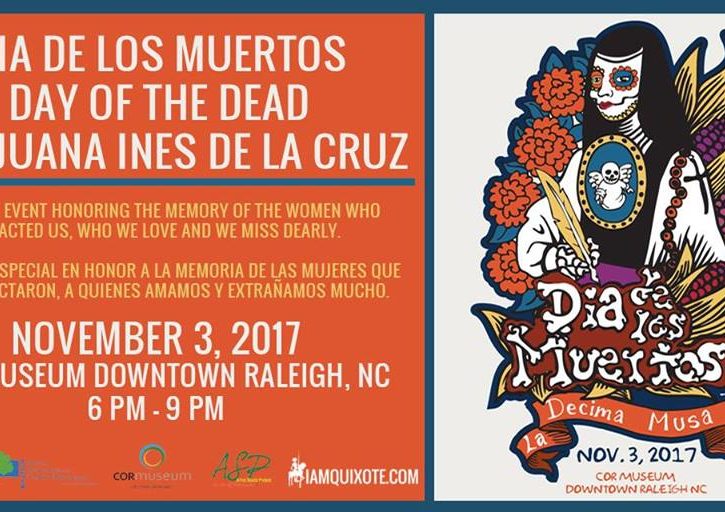 IA DE LOS MUERTOS
DAY OF THE DEAD
JUANA INES DE LA CRUZ
EVENT HONORING THE MEMORY OF THE WOMEN WHO
ACTED US, WHO WE LOVE AND WE MISS DEARLY.
SPECIAL EN HONOR A LA MEMORIA DE LAS MUJERES QUE
CTARON, A QUIENES AMAMOS Y EXTRAÑAMOS MUCHO.
NOVEMBER 3, 2017
USEUM DOWNTOWN RALEIGH, NC
6 PM - 9 PM
CORmuseum
ASP
IAMQUIXOTE.COM
Dia de
los
Muertos
La Decima Musa
NOV. 3, 2017
COR MUSEUM
DOWNTOWN RALEIGH NC